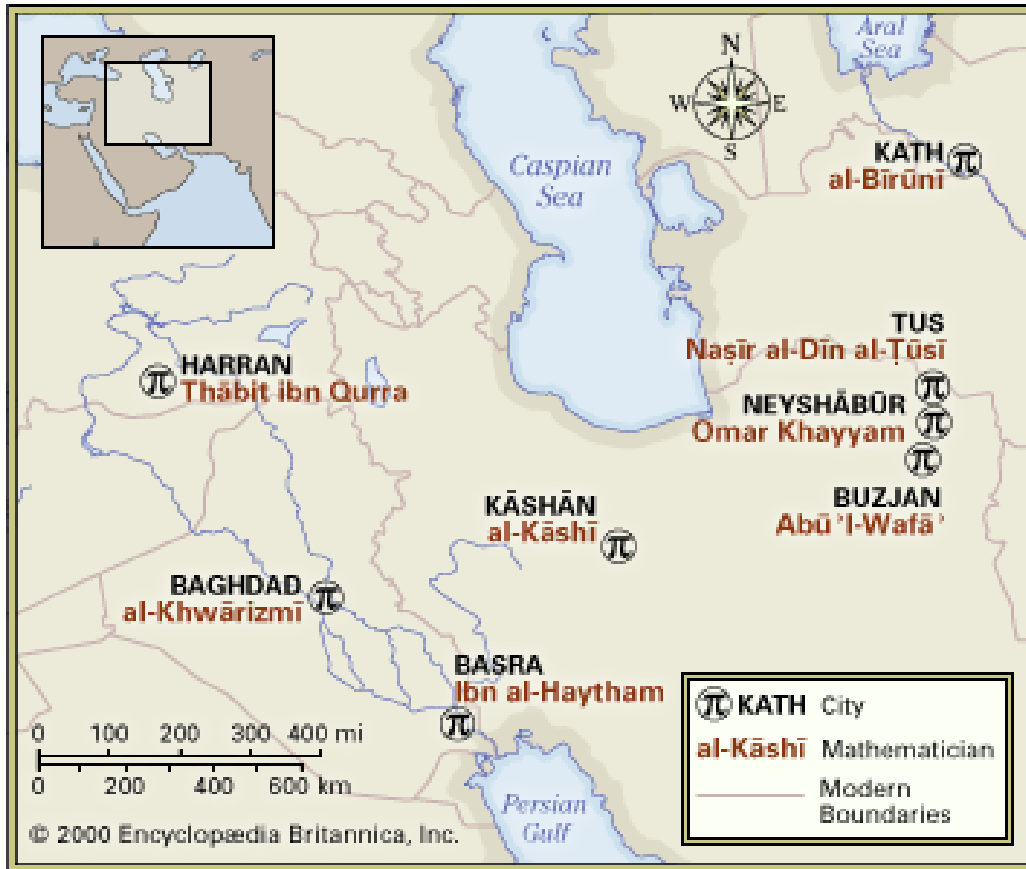 Aral
Sea
N
W E
S
Caspian
Sea
KATH
al-Bīrūnī
TUS
Naṣīr al-Dīn al-Ṭūsī
HARRAN
Thābit ibn Qurra
NEYSHĀBŪR
Omar Khayyam
BUZJAN
Abū ʾl-Wafāʾ
KĀSHĀN
al-Kāshī
BAGHDAD
al-Khwārizmī
BASRA
Ibn al-Haytham
0 100 200 300 400 mi
0 200 400 600 km
© 2000 Encyclopædia Britannica, Inc.
Persian
Gulf
π KATH City
al-Kāshī Mathematician
Modern
Boundaries